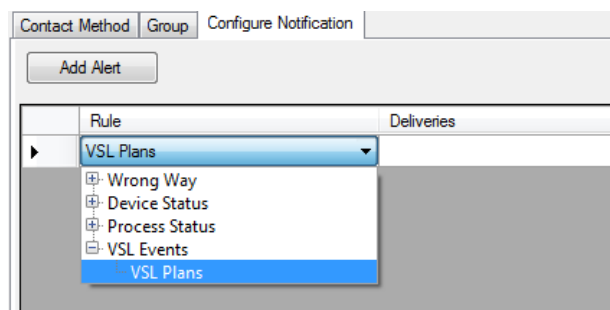 Contact Method Group Configure Notification
Add Alert
Rule Deliveries
VSL Plans
Wrong Way
Device Status
Process Status
VSL Events
VSL Plans